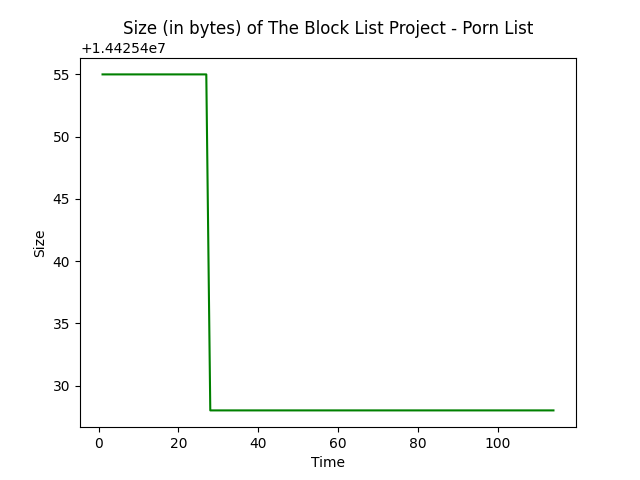 Size (in bytes) of The Block List Project - Porn List
+1.44254e7
55
50
45
40
35
30
Size
0 20 40 60 80 100
Time